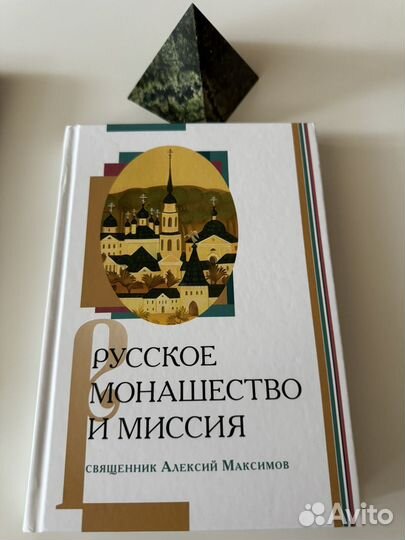 РУССКОЕ
МОНАШЕСТВО
И МИССИЯ
священник Алексий Максимов
Avito